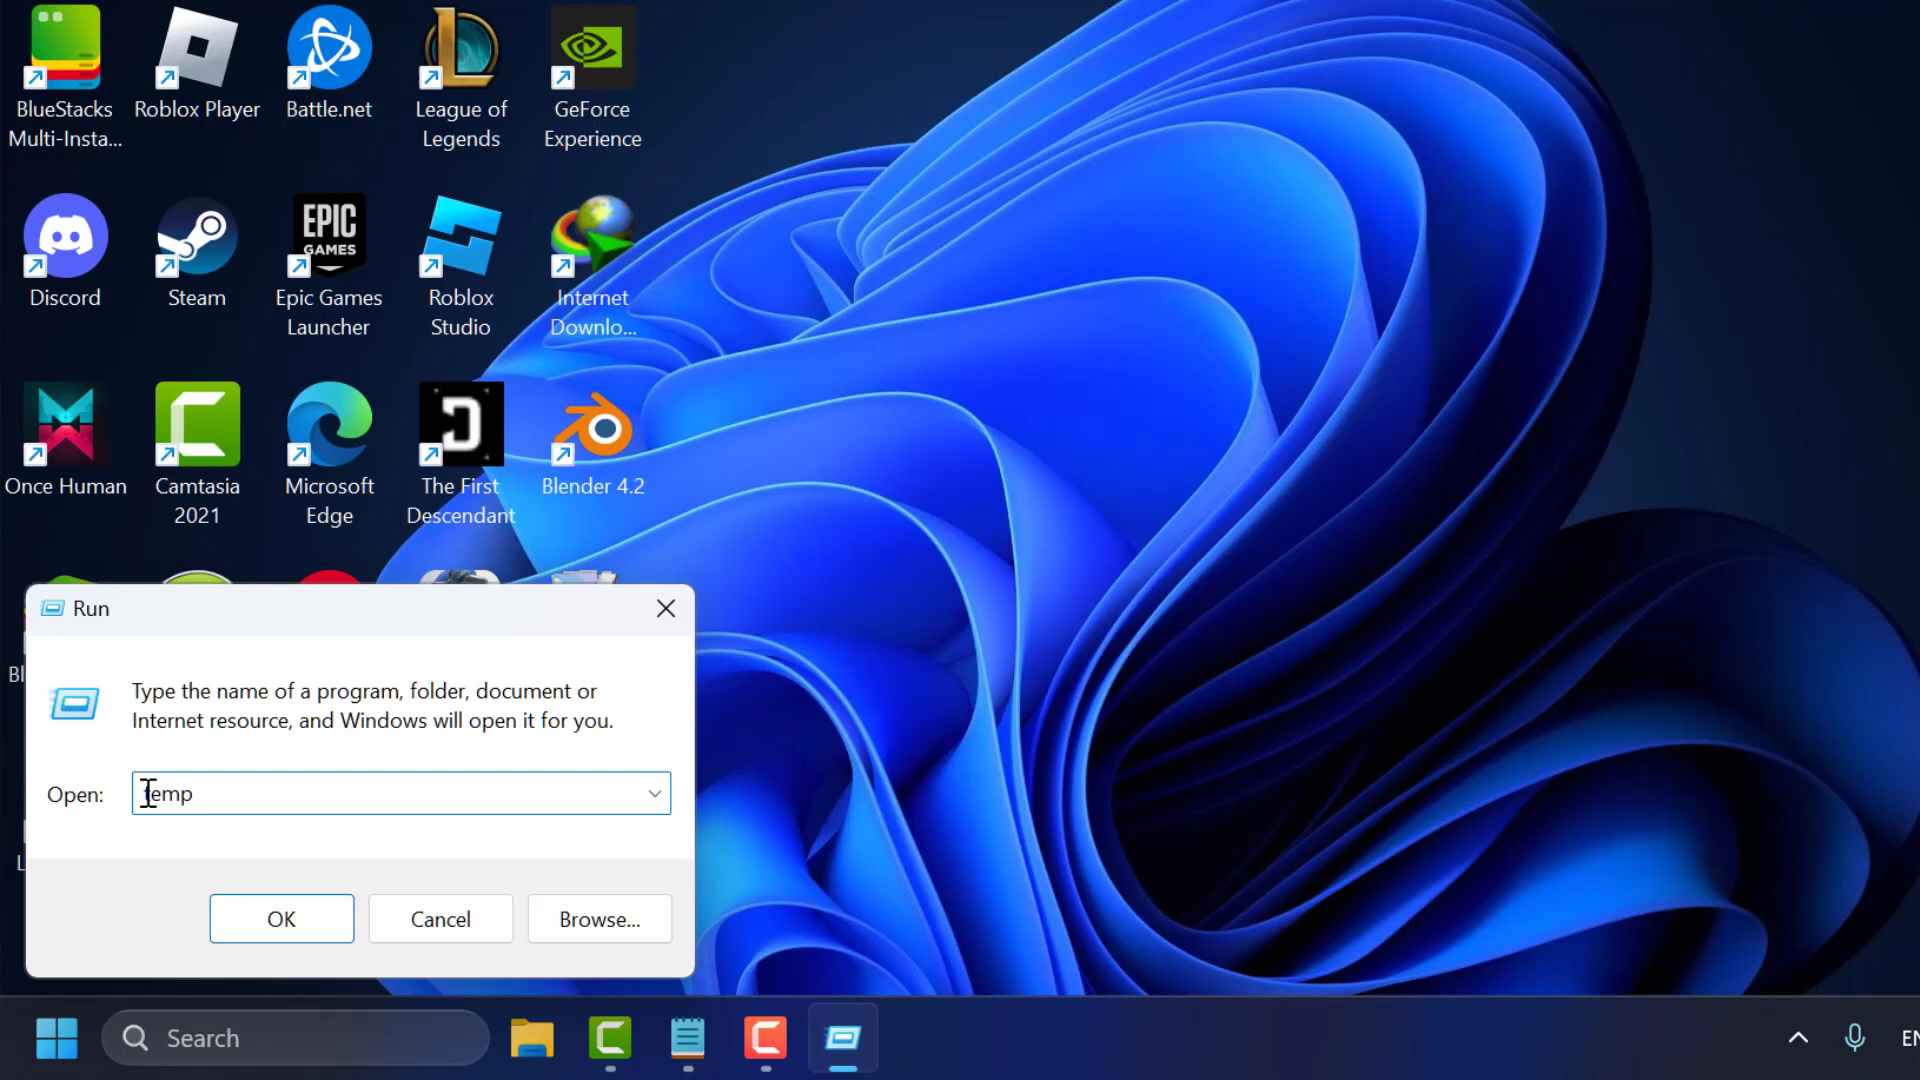 BlueStacks
Multi-Insta...
Roblox Player
Battle.net
League of
Legends
GeForce
Experience
Discord
Steam
EPIC
GAMES
Epic Games
Launcher
Roblox
Studio
Internet
Downlo...
Once Human
Camtasia
2021
Microsoft
Edge
The First
Descendant
Blender 4.2
Bl
L
Run
Type the name of a program, folder, document or
Internet resource, and Windows will open it for you.
Open:
temp
OK
Cancel
Browse...
Search
EN